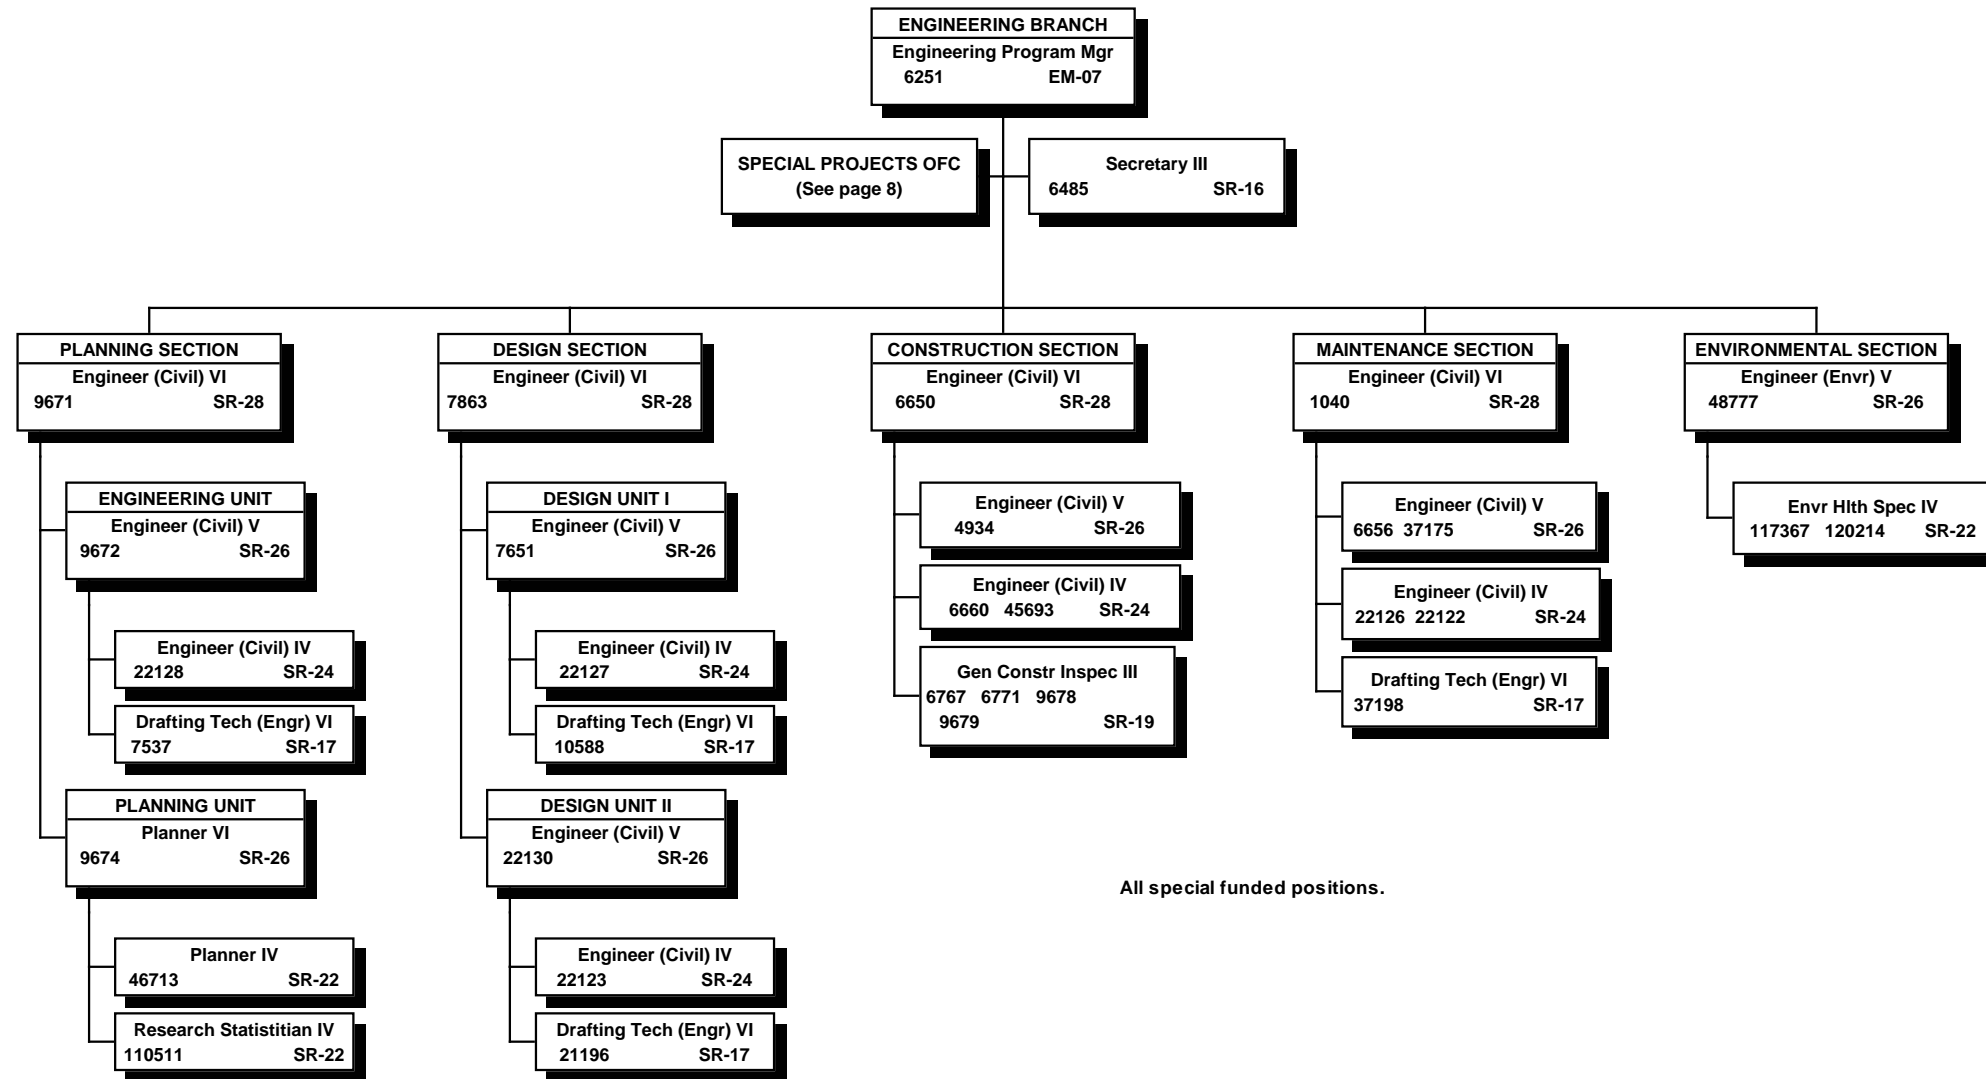 ENGINEERING BRANCH
Engineering Program Mgr
6251 EM-07
SPECIAL PROJECTS OFC
(See page 8)
Secretary III
6485 SR-16
PLANNING SECTION
Engineer (Civil) VI
9671 SR-28
ENGINEERING UNIT
Engineer (Civil) V
9672 SR-26
Engineer (Civil) IV
22128 SR-24
Drafting Tech (Engr) VI
7537 SR-17
PLANNING UNIT
Planner VI
9674 SR-26
Planner IV
46713 SR-22
Research Statistitian IV
110511 SR-22
DESIGN SECTION
Engineer (Civil) VI
7863 SR-28
DESIGN UNIT I
Engineer (Civil) V
7651 SR-26
Engineer (Civil) IV
22127 SR-24
Drafting Tech (Engr) VI
10588 SR-17
DESIGN UNIT II
Engineer (Civil) V
22130 SR-26
Engineer (Civil) IV
22123 SR-24
Drafting Tech (Engr) VI
21196 SR-17
CONSTRUCTION SECTION
Engineer (Civil) VI
6650 SR-28
Engineer (Civil) V
4934 SR-26
Engineer (Civil) IV
6660 45693 SR-24
Gen Constr Inspec III
6767 6771 9678
9679 SR-19
MAINTENANCE SECTION
Engineer (Civil) VI
1040 SR-28
Engineer (Civil) V
6656 37175 SR-26
Engineer (Civil) IV
22126 22122 SR-24
Drafting Tech (Engr) VI
37198 SR-17
ENVIRONMENTAL SECTION
Engineer (Envr) V
48777 SR-26
Envr Hlth Spec IV
117367 120214 SR-22
All special funded positions.